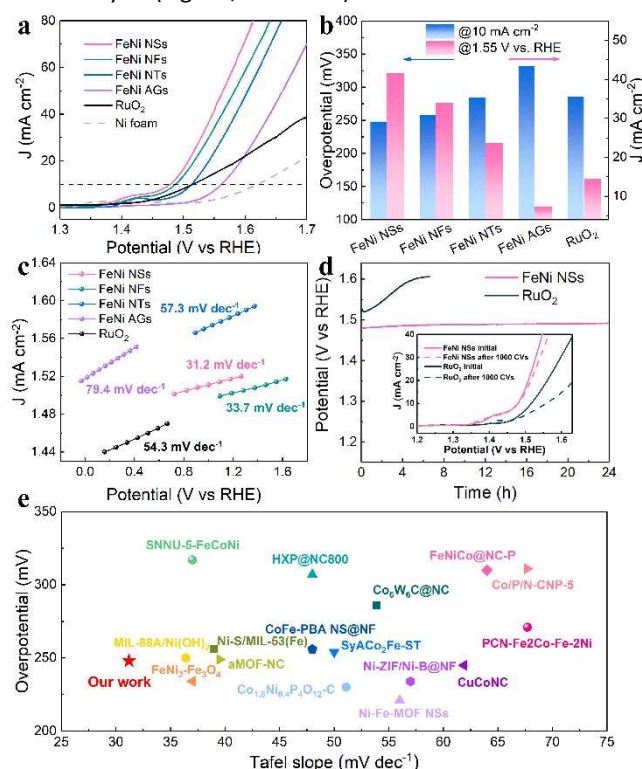 a
FeNi NSs
FeNi NFs
FeNi NTs
FeNi AGs
RuO₂
Ni foam
J (mA cm⁻²)
80
60
40
20
0
1.3 1.4 1.5 1.6 1.7
Potential (V vs RHE)
b
@10 mA cm⁻²
@1.55 V vs. RHE
Overpotential (mV)
400
350
300
250
200
150
100
J (mA cm⁻²)
50
40
30
20
10
FeNi NSs FeNi NFs FeNi NTs FeNi AGs RuO₂
c
FeNi NSs
FeNi NFs
FeNi NTs
FeNi AGs
RuO₂
57.3 mV dec⁻¹
31.2 mV dec⁻¹
79.4 mV dec⁻¹
33.7 mV dec⁻¹
54.3 mV dec⁻¹
J (mA cm⁻²)
1.64
1.60
1.56
1.52
1.48
1.44
0.0 0.4 0.8 1.2 1.6 2.0
Potential (V vs RHE)
d
FeNi NSs
RuO₂
Potential (V vs RHE)
1.6
1.5
1.4
1.3
1.2
0 4 8 12 16 20 24
Time (h)
FeNi NSs initial
FeNi NSs after 1000 CVs
RuO₂ initial
RuO₂ after 1000 CVs
J (mA cm⁻²)
40
30
20
10
0
1.2 1.3 1.4 1.5 1.6
Potential (V vs RHE)
e
Overpotential (mV)
350
300
250
200
SNNU-5-FeCoNi
HXP@NC800
FeNiCo@NC-P
Co/P/N-CNP-5
Co₆W₆C@NC
MIL-88A/Ni(OH)₂
Ni-S/MIL-53(Fe)
CoFe-PBA NS@NF
SyACo₂Fe-ST
PCN-Fe2Co-Fe-2Ni
Our work
FeNi₃-Fe₃O₄
aMOF-NC
Ni-ZIF/Ni-B@NF
CuCoNC
Co₁.₆Ni₀.₄P₄O₁₂-C
Ni-Fe-MOF NSs
25 30 35 40 45 50 55 60 65 70 75
Tafel slope (mV dec⁻¹)